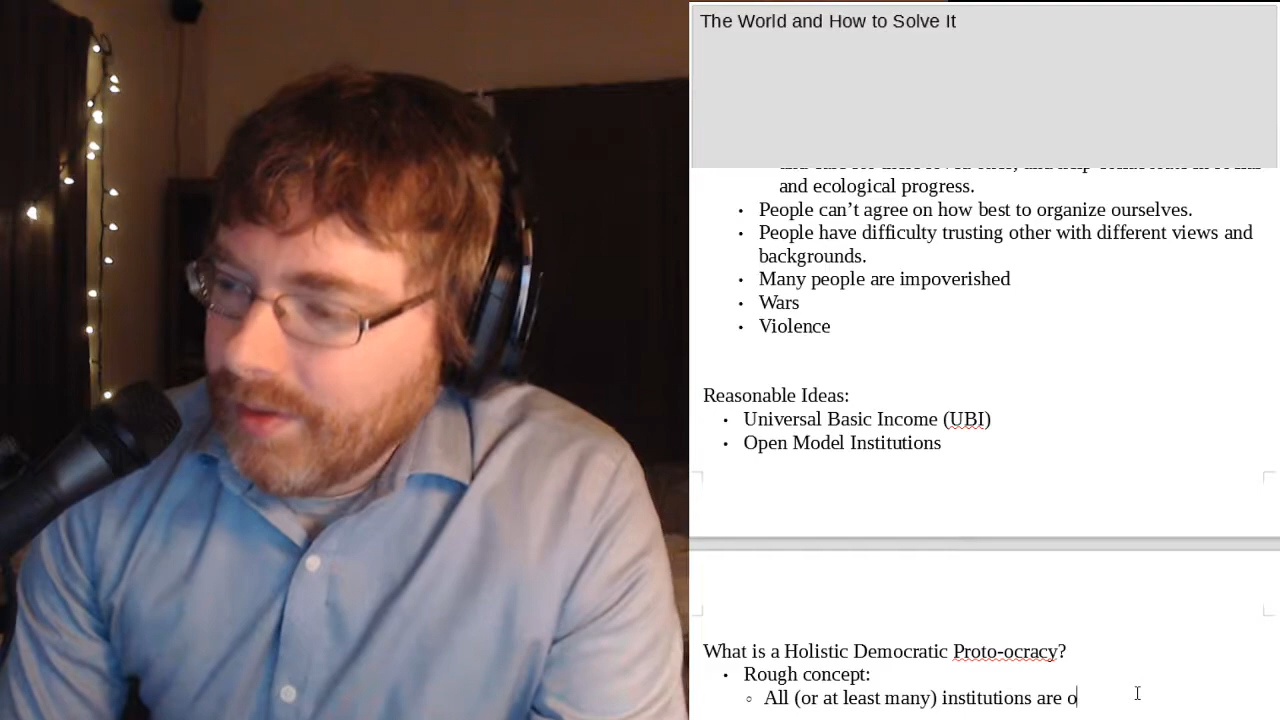 The World and How to Solve It
and ecological progress.
• People can’t agree on how best to organize ourselves.
• People have difficulty trusting other with different views and
backgrounds.
• Many people are impoverished
• Wars
• Violence
Reasonable Ideas:
• Universal Basic Income (UBI)
• Open Model Institutions
What is a Holistic Democratic Proto-ocracy?
• Rough concept:
◦ All (or at least many) institutions are o